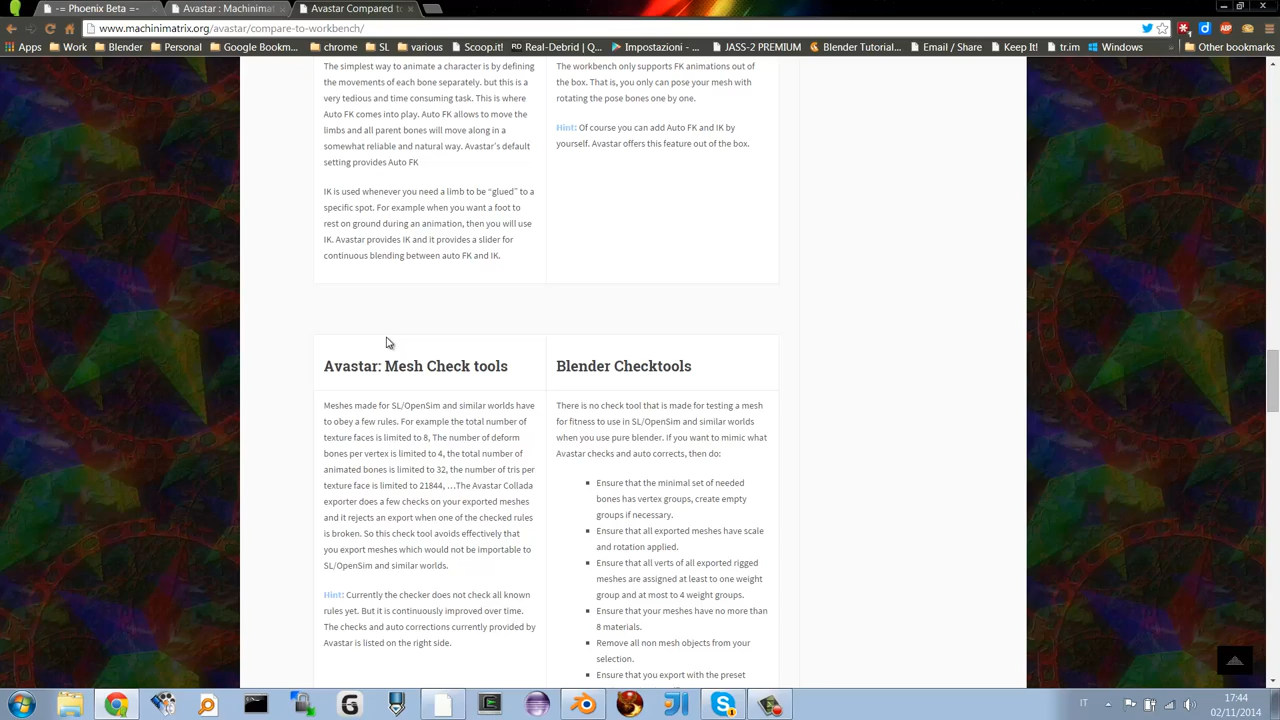 -- Phoenix Beta --
Avastar: Machinimat
Avastar Compared to
www.machinimatrix.org/avastar/compare-to-workbench/
Apps
Work
Blender
Personal
Google Bookm...
SL
Scoop.it!
Real-Debrid | Q...
Impostazioni - ...
JASS-2 PREMIUM
Blender Tutorial...
Email / Share
Keep It!
tr.im
Weebly
Other bookmarks
The simplest way to animate a character is by defining
the movements of each bone separately. but this is a
very tedious and time consuming task. This is where
Auto FK comes into play. Auto FK allows to move the
limbs and all parent bones will move along in a
somewhat reliable and natural way. Avastar's default
setting provides Auto FK
IK is used whenever you need a limb to be “glued” to a
specific spot. For example when you want a foot to
rest on ground during an animation, then you will use
IK. Avastar provides IK and it provides a slider for
continuous blending between auto FK and IK.
The workbench only supports FK animations out of
the box. That is, you only can pose your mesh with
rotating the pose bones one by one.
Hint: Of course you can add Auto FK and IK by
yourself. Avastar offers this feature out of the box.
Avastar: Mesh Check tools
Meshes made for SL/OpenSim and similar worlds have
to obey a few rules. For example the total number of
texture faces is limited to 8, The number of deform
bones per vertex is limited to 4, the total number of
animated bones is limited to 32, the number of tris per
texture face is limited to 21844, …The Avastar Collada
exporter does a few checks on your exported meshes
and it rejects an export when one of the checked rules
is broken. So this check tool avoids effectively that
you export meshes which would not be importable to
SL/OpenSim and similar worlds.
Hint: Currently the checker does not check all known
rules yet. But it is continuously improved over time.
The checks and auto corrections currently provided by
Avastar is listed on the right side.
Blender Checktools
There is no check tool that is made for testing a mesh
for fitness to use in SL/OpenSim and similar worlds
when you use pure blender. If you want to mimic what
Avastar checks and auto corrects, then do:
Ensure that the minimal set of needed
bones has vertex groups, create empty
groups if necessary.
Ensure that all exported meshes have scale
and rotation applied.
Ensure that all verts of all exported rigged
meshes are assigned at least to one weight
group and at most to 4 weight groups.
Ensure that your meshes have no more than
8 materials.
Remove all non mesh objects from your
selection.
Ensure that you export with the preset
IT
17:44
02/11/2014